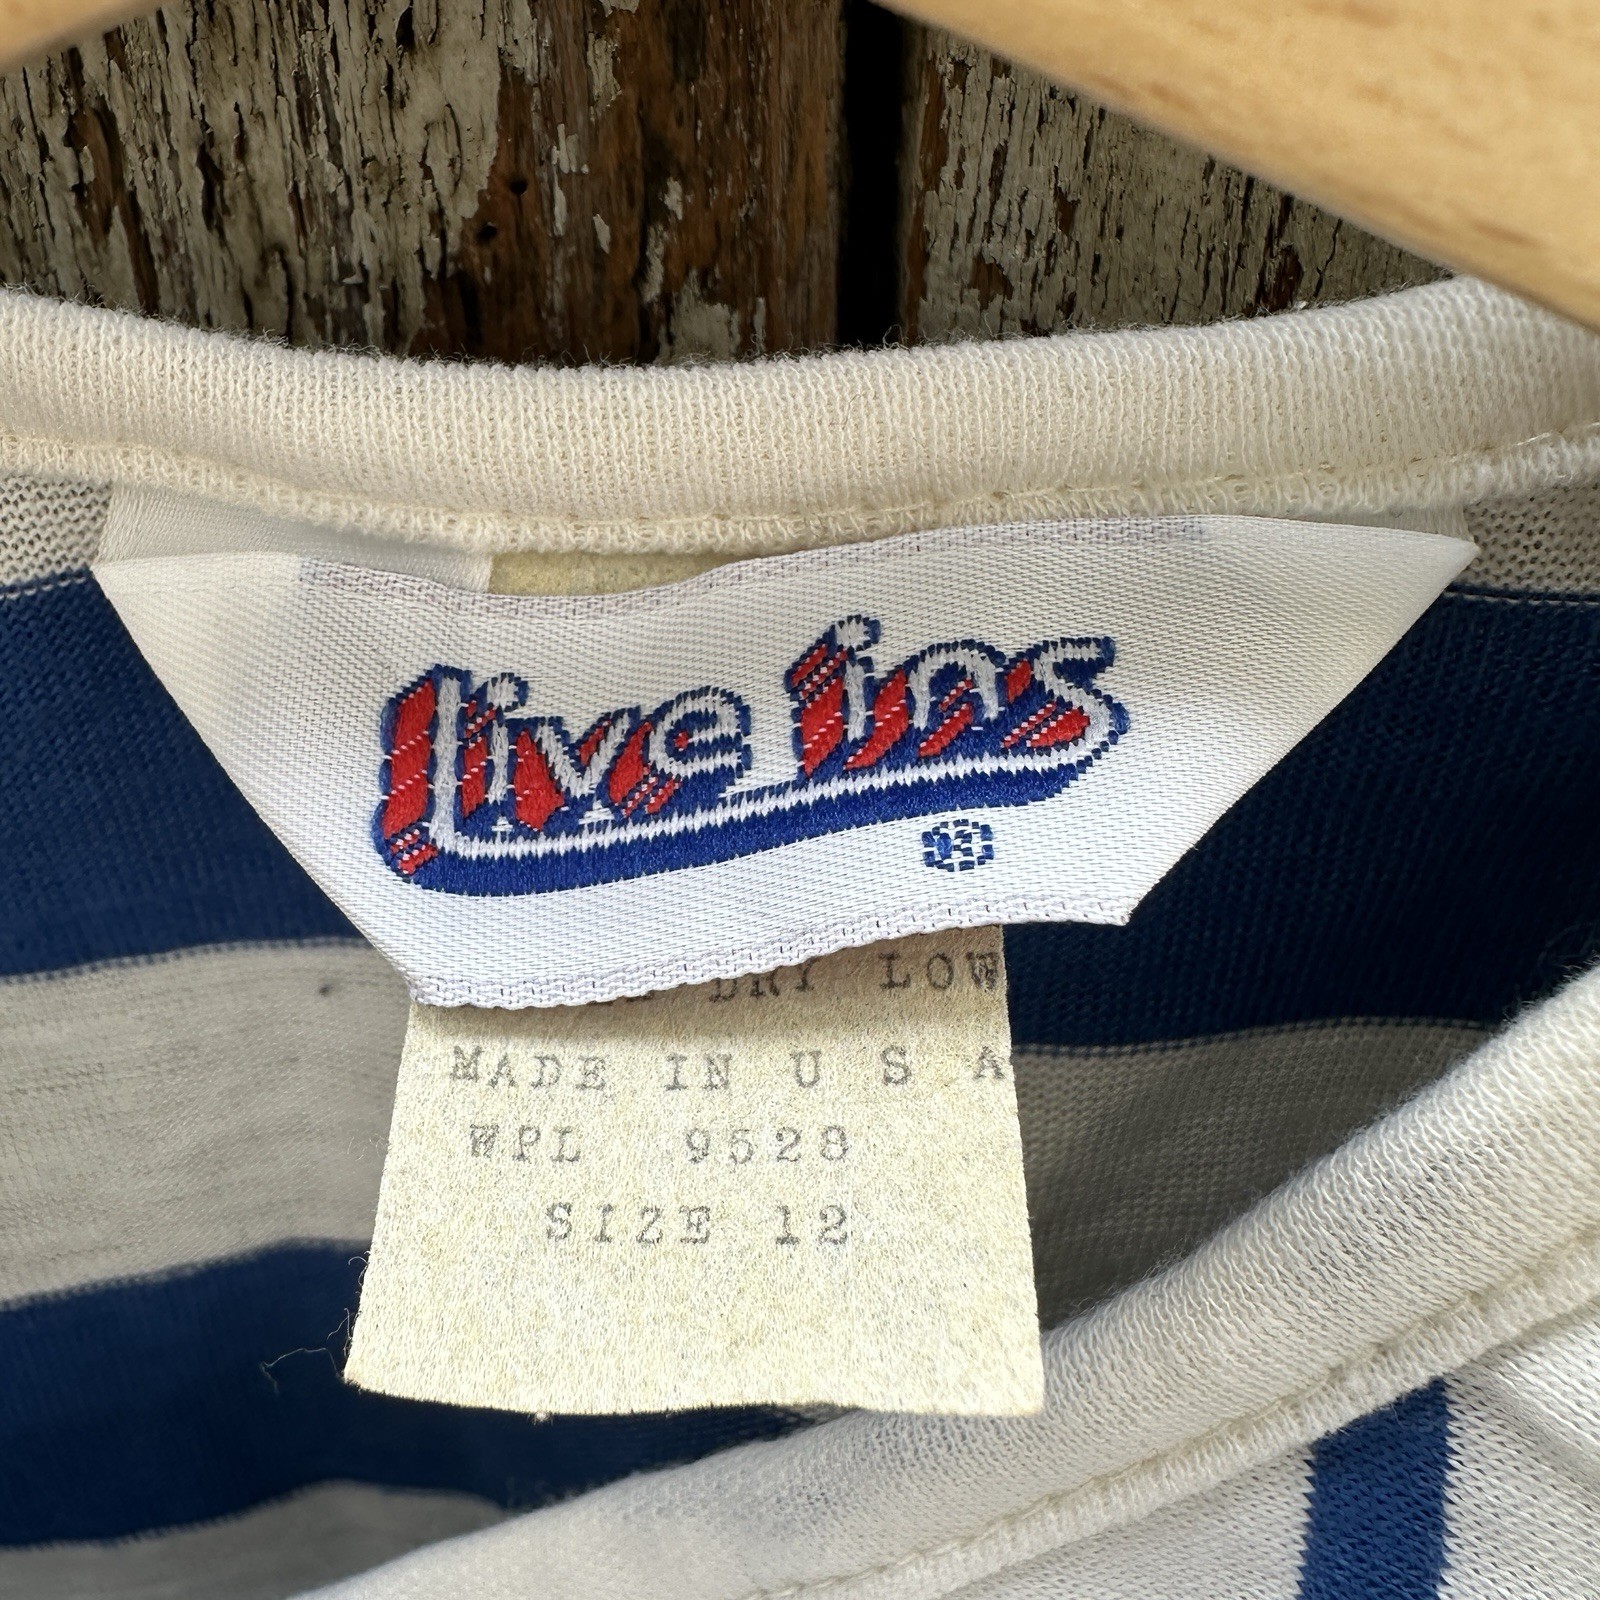 Live ins
DRY LOW
MADE IN U S A
WPL 9528
SIZE 12